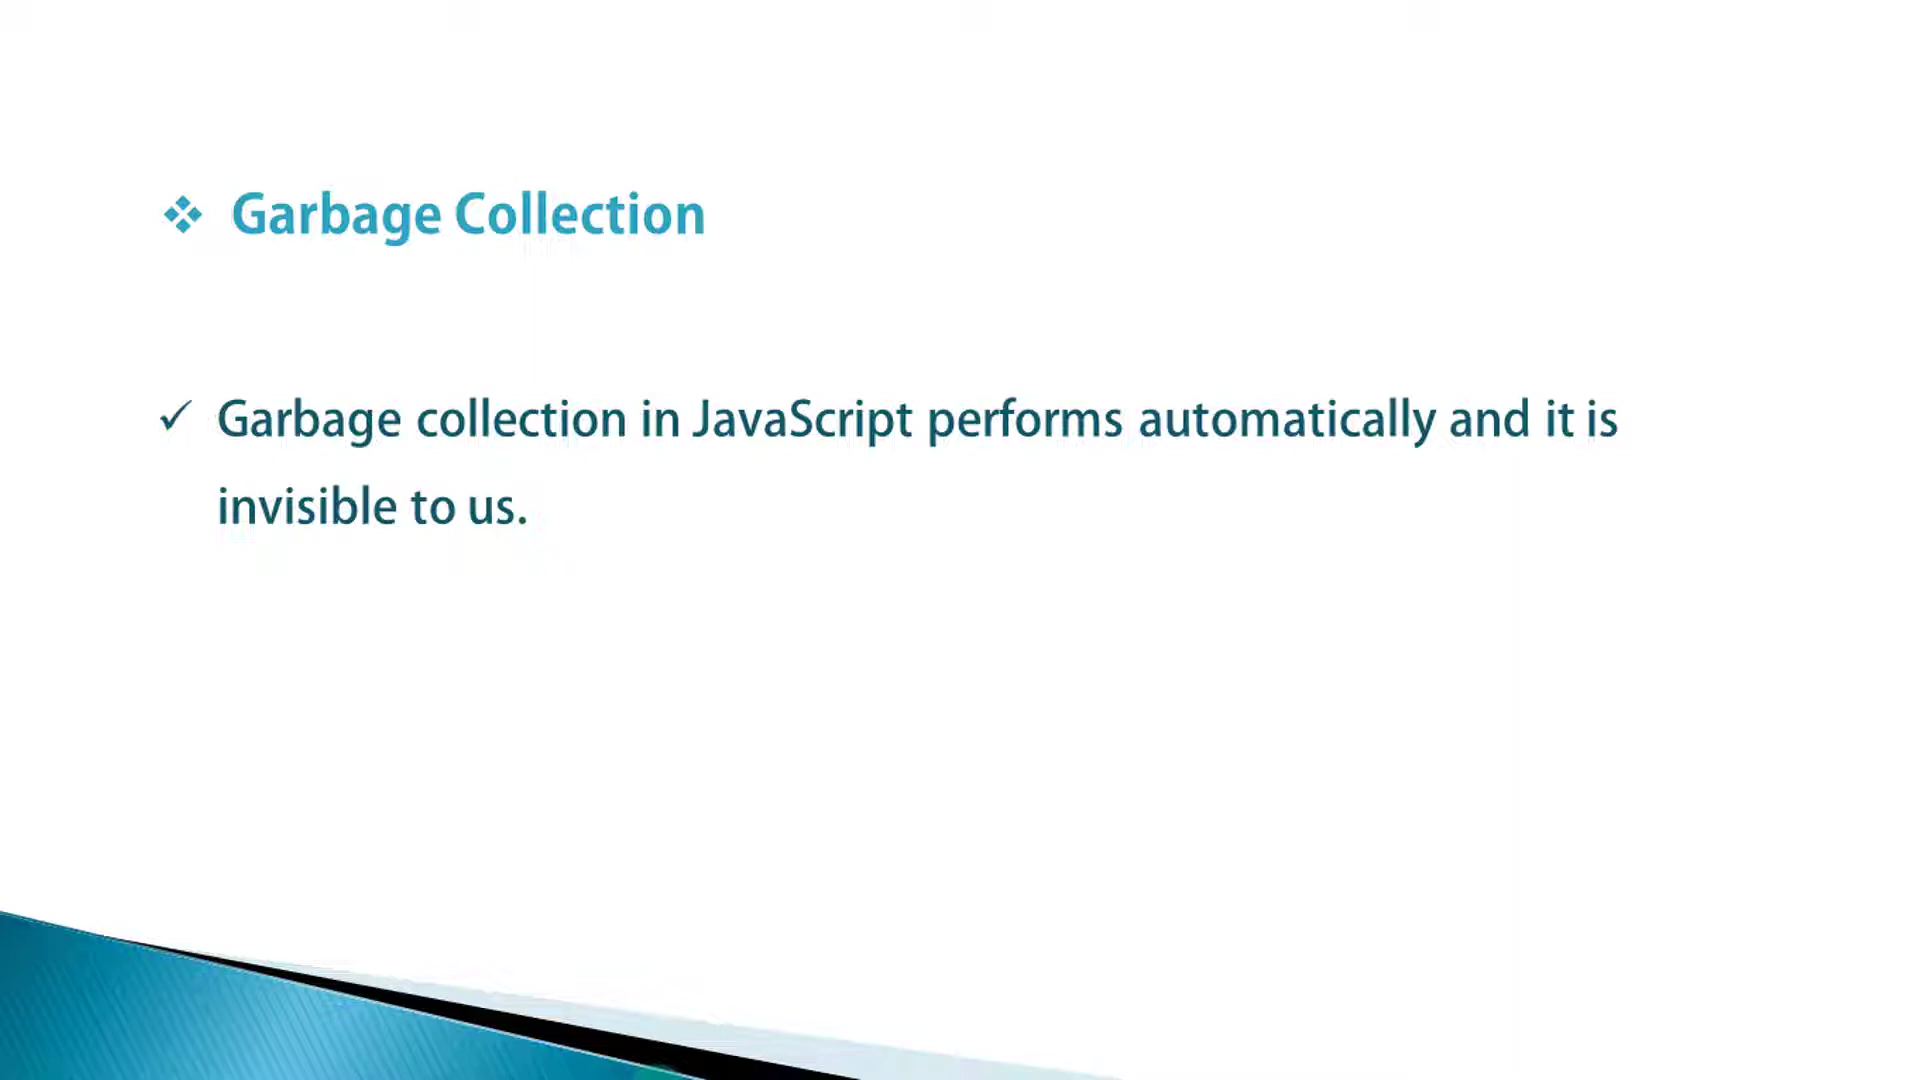 Garbage Collection
Garbage collection in JavaScript performs automatically and it is
invisible to us.